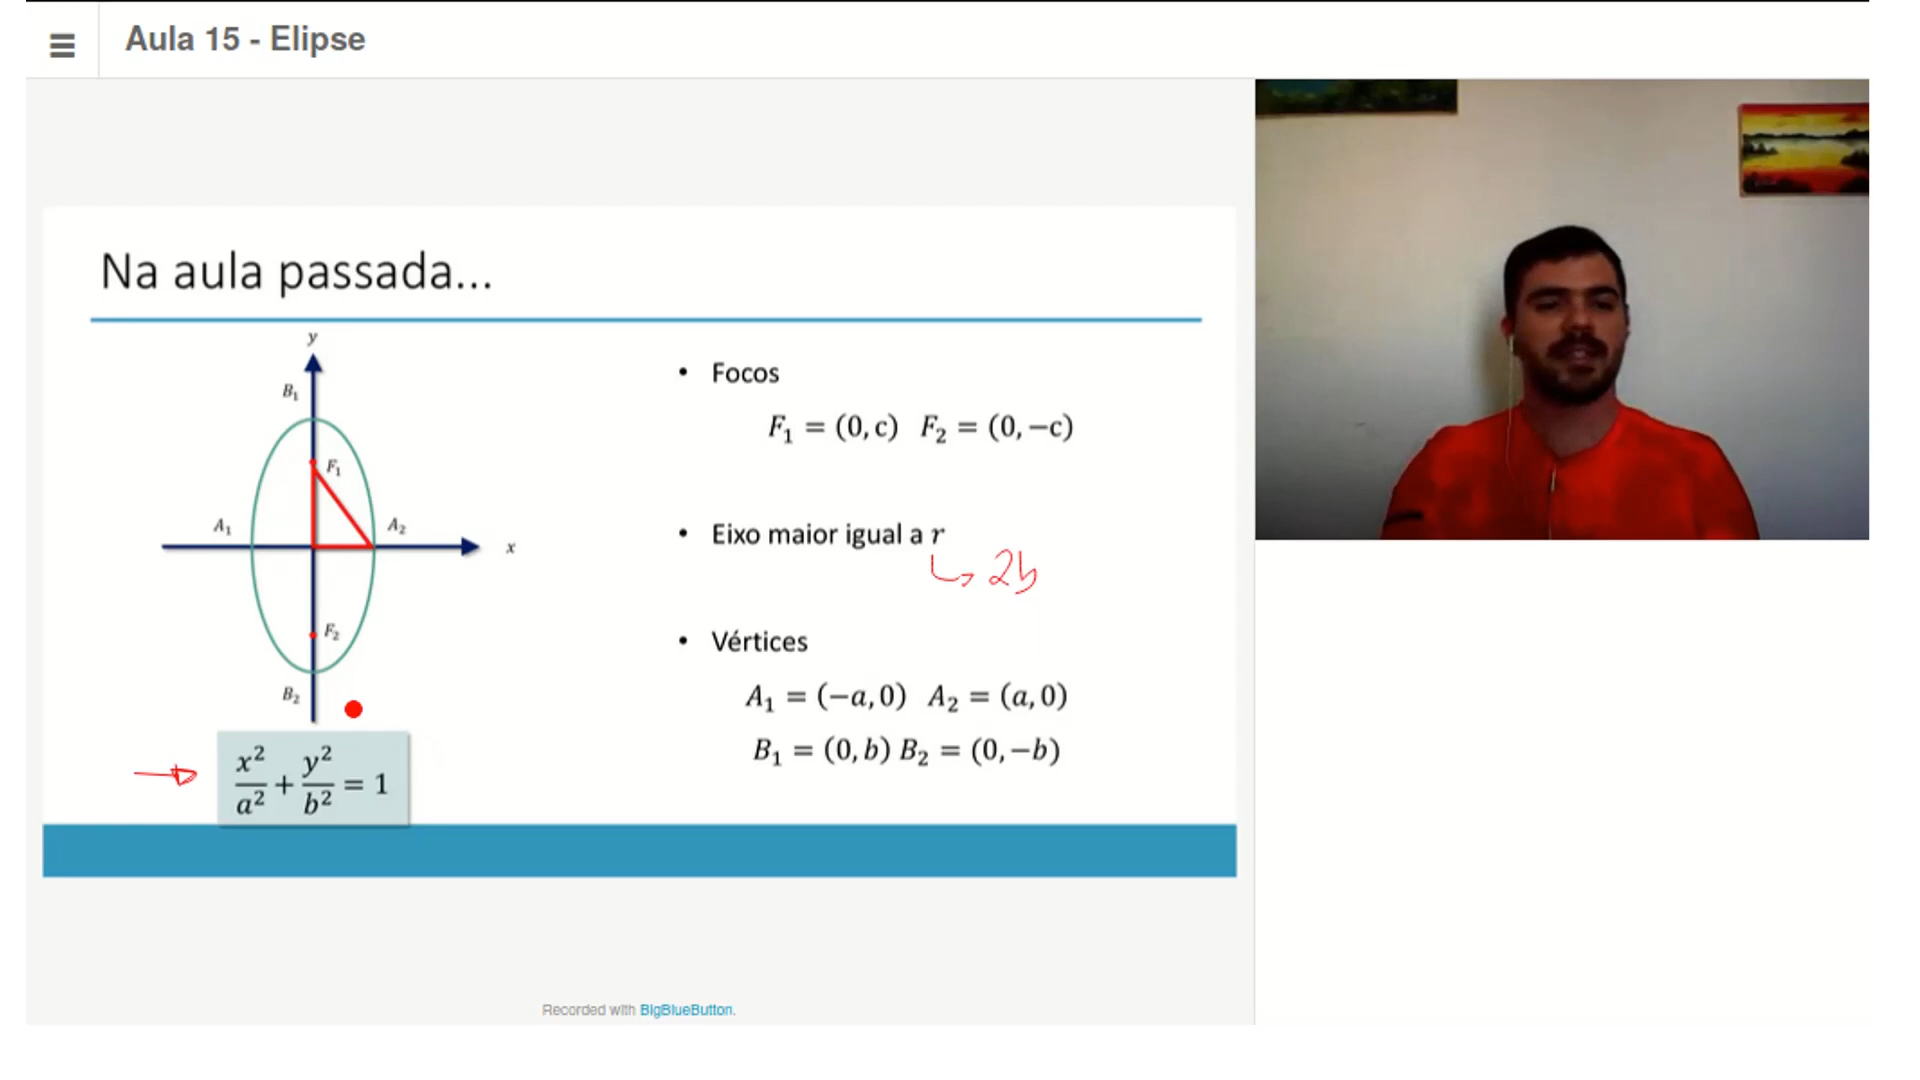 Aula 15 - Elipse
Na aula passada...
y
B₁
F₁
A₁
A₂
x
F₂
B₂
x²/a² + y²/b² = 1
• Focos
F₁ = (0, c) F₂ = (0, −c)
• Eixo maior igual a r
2b
• Vértices
A₁ = (−a, 0) A₂ = (a, 0)
B₁ = (0, b) B₂ = (0, −b)
Recorded with BigBlueButton.